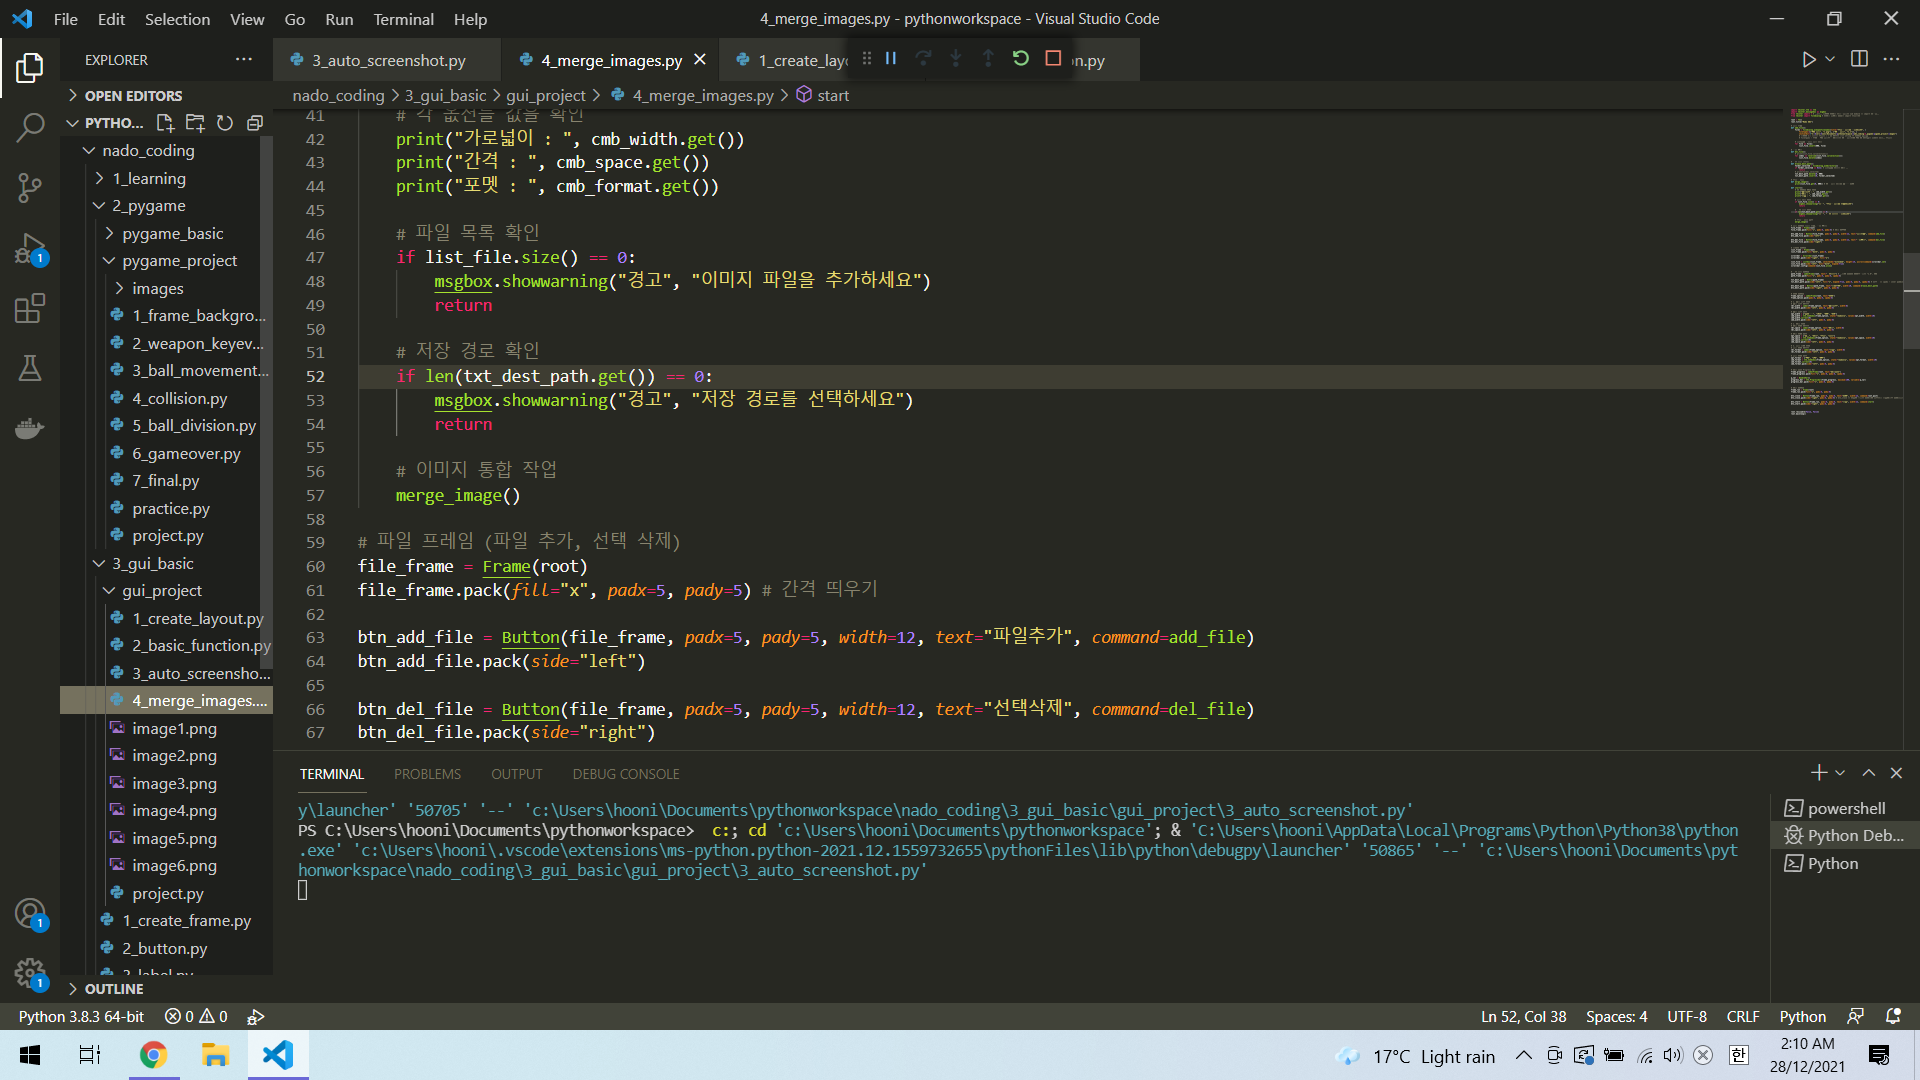 File Edit Selection View Go Run Terminal Help
4_merge_images.py - pythonworkspace - Visual Studio Code
EXPLORER
3_auto_screenshot.py
4_merge_images.py
1_create_layo
on.py
OPEN EDITORS
PYTHO...
nado_coding
1_learning
2_pygame
pygame_basic
pygame_project
images
1_frame_backgro...
2_weapon_keyev...
3_ball_movement...
4_collision.py
5_ball_division.py
6_gameover.py
7_final.py
practice.py
project.py
3_gui_basic
gui_project
1_create_layout.py
2_basic_function.py
3_auto_screensho...
4_merge_images....
image1.png
image2.png
image3.png
image4.png
image5.png
image6.png
project.py
1_create_frame.py
2_button.py
3_label.py
OUTLINE
nado_coding > 3_gui_basic > gui_project > 4_merge_images.py > start
41 # 각 옵션들 값을 확인
42 print("가로넓이 : ", cmb_width.get())
43 print("간격 : ", cmb_space.get())
44 print("포멧 : ", cmb_format.get())
45
46 # 파일 목록 확인
47 if list_file.size() == 0:
48 msgbox.showwarning("경고", "이미지 파일을 추가하세요")
49 return
50
51 # 저장 경로 확인
52 if len(txt_dest_path.get()) == 0:
53 msgbox.showwarning("경고", "저장 경로를 선택하세요")
54 return
55
56 # 이미지 통합 작업
57 merge_image()
58
59 # 파일 프레임 (파일 추가, 선택 삭제)
60 file_frame = Frame(root)
61 file_frame.pack(fill="x", padx=5, pady=5) # 간격 띄우기
62
63 btn_add_file = Button(file_frame, padx=5, pady=5, width=12, text="파일추가", command=add_file)
64 btn_add_file.pack(side="left")
65
66 btn_del_file = Button(file_frame, padx=5, pady=5, width=12, text="선택삭제", command=del_file)
67 btn_del_file.pack(side="right")
TERMINAL PROBLEMS OUTPUT DEBUG CONSOLE
y\launcher' '50705' '--' 'c:\Users\hooni\Documents\pythonworkspace\nado_coding\3_gui_basic\gui_project\3_auto_screenshot.py'
PS C:\Users\hooni\Documents\pythonworkspace>  c:; cd 'c:\Users\hooni\Documents\pythonworkspace'; & 'C:\Users\hooni\AppData\Local\Programs\Python\Python38\python
.exe' 'c:\Users\hooni\.vscode\extensions\ms-python.python-2021.12.1559732655\pythonFiles\lib\python\debugpy\launcher' '50865' '--' 'c:\Users\hooni\Documents\pyt
honworkspace\nado_coding\3_gui_basic\gui_project\3_auto_screenshot.py'
powershell
Python Deb...
Python
1
1
1
Python 3.8.3 64-bit 0 0
Ln 52, Col 38 Spaces: 4 UTF-8 CRLF Python
17°C Light rain
한
2:10 AM
28/12/2021